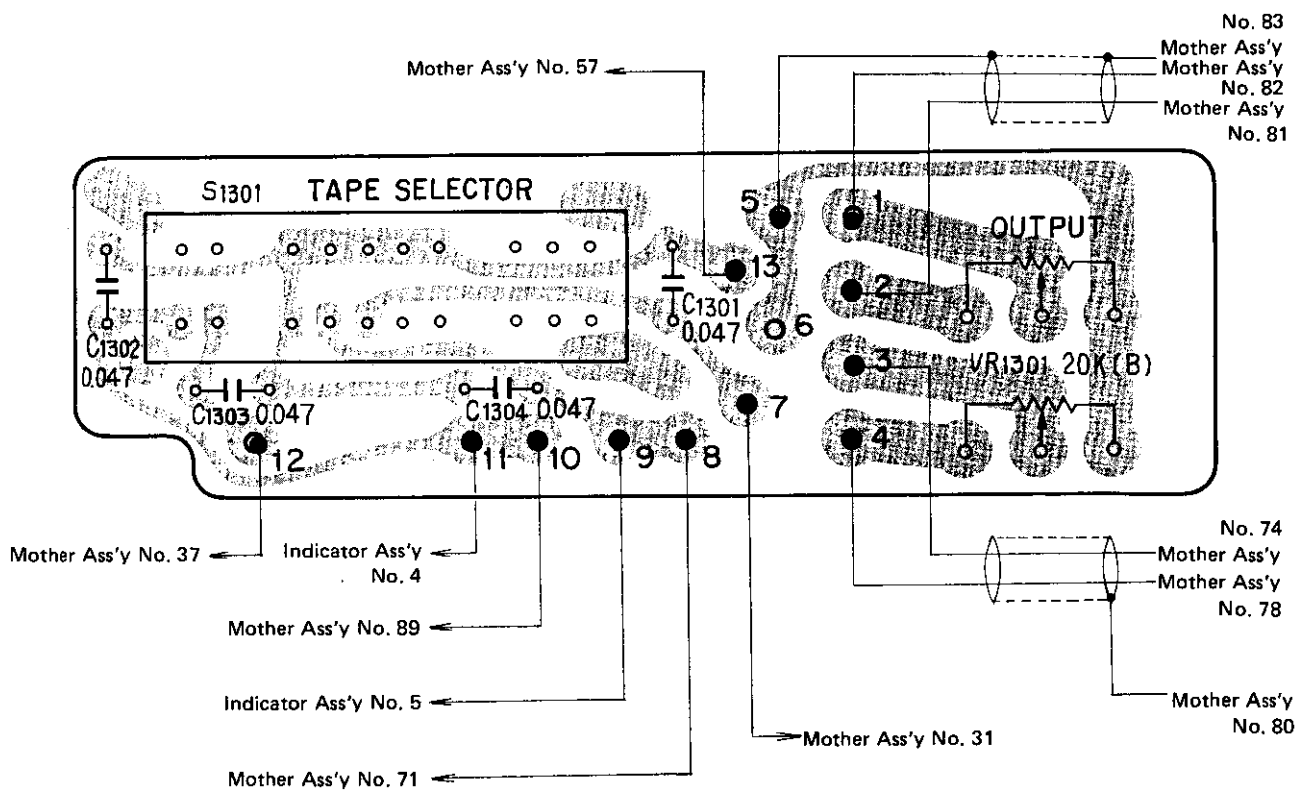 No. 83
Mother Ass'y
Mother Ass'y No. 57
Mother Ass'y
No. 82
Mother Ass'y
No. 81
S1301 TAPE SELECTOR
5
1
OUTPUT
13
2
C1301
0.047
6
C1302
0.047
3
VR1301 20K(B)
C1303 0.047
C1304 0.047
7
12
11
10
9
8
4
Mother Ass'y No. 37
Indicator Ass'y
No. 4
No. 74
Mother Ass'y
Mother Ass'y
No. 78
Mother Ass'y No. 89
Indicator Ass'y No. 5
Mother Ass'y
No. 80
Mother Ass'y No. 31
Mother Ass'y No. 71